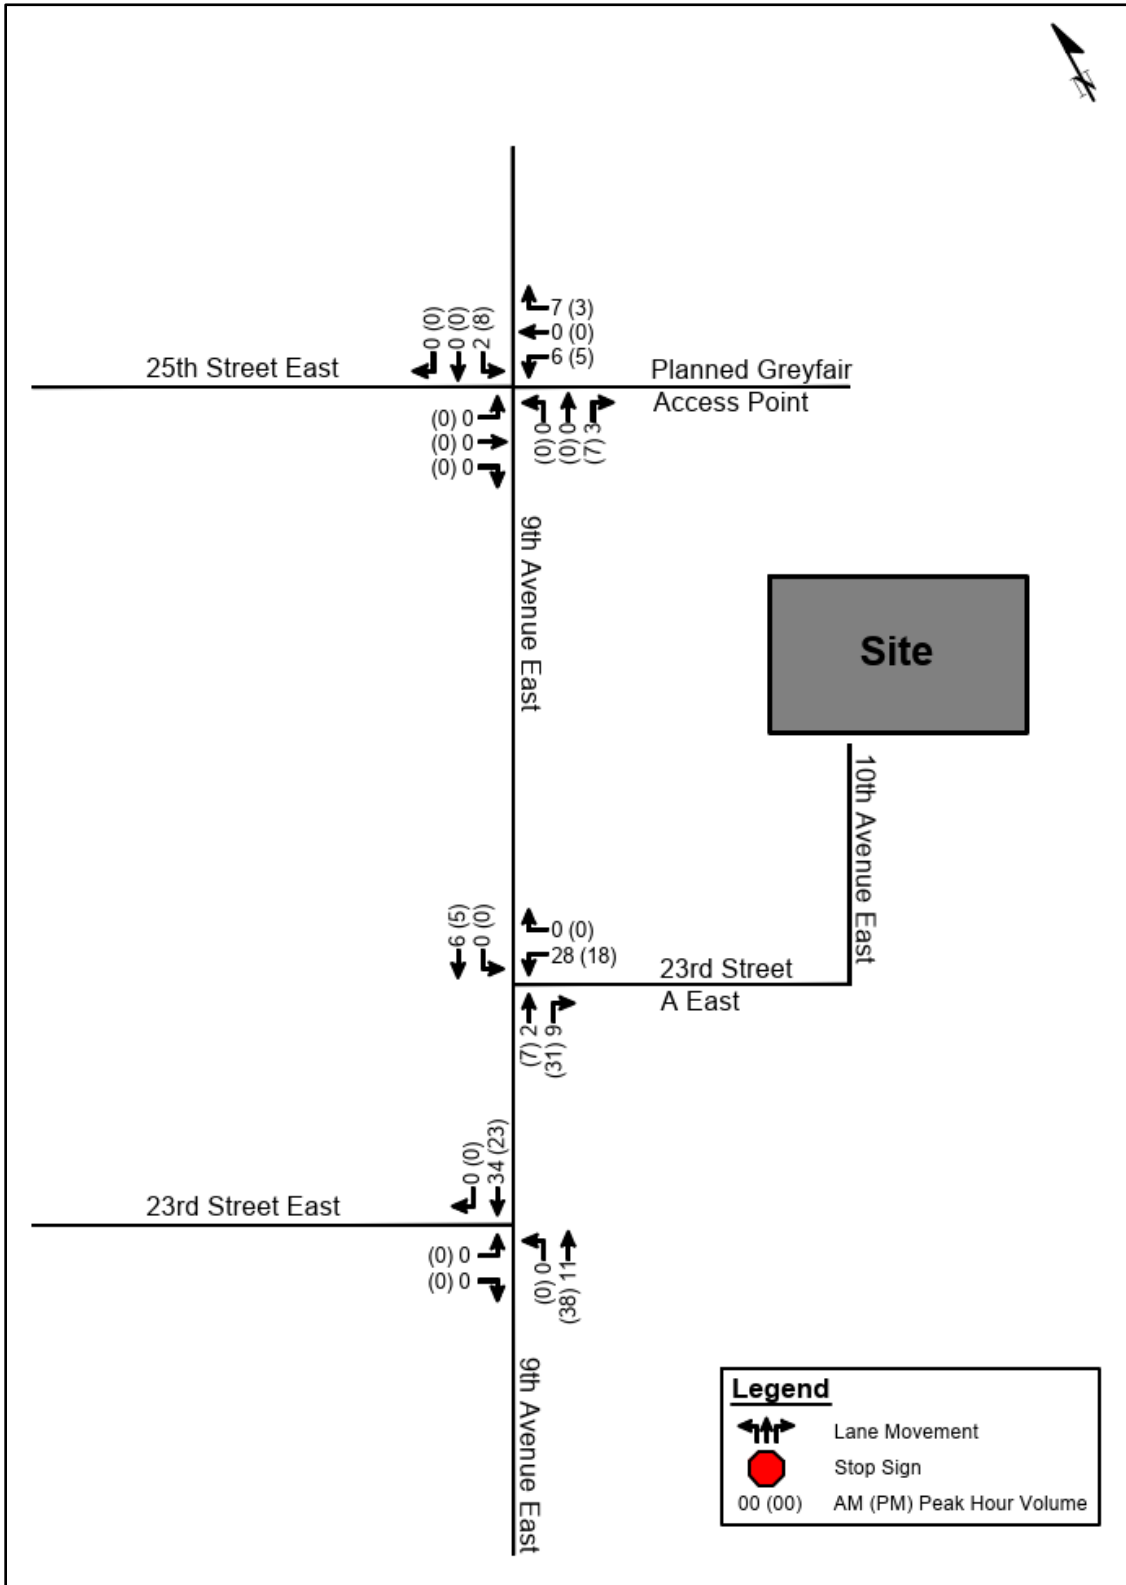 N
0 (0)
0 (0)
2 (8)
7 (3)
0 (0)
6 (5)
25th Street East
Planned Greyfair
Access Point
(0) 0
(0) 0
(0) 0
(0) 0
(0) 0
(7) 3
9th Avenue East
Site
10th Avenue East
6 (5)
0 (0)
0 (0)
28 (18)
23rd Street
A East
(7) 2
(31) 9
0 (0)
34 (23)
23rd Street East
(0) 0
(0) 0
0 (0)
(38) 11
9th Avenue East
Legend
Lane Movement
Stop Sign
00 (00) AM (PM) Peak Hour Volume